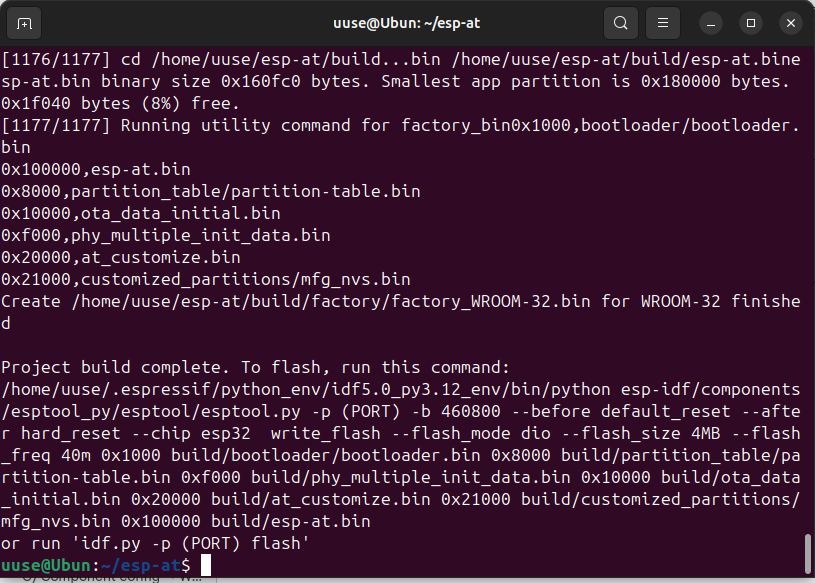 uuse@Ubun: ~/esp-at
[1176/1177] cd /home/uuse/esp-at/build...bin /home/uuse/esp-at/build/esp-at.bine
sp-at.bin binary size 0x160fc0 bytes. Smallest app partition is 0x180000 bytes.
0x1f040 bytes (8%) free.
[1177/1177] Running utility command for factory_bin0x1000,bootloader/bootloader.
bin
0x100000,esp-at.bin
0x8000,partition_table/partition-table.bin
0x10000,ota_data_initial.bin
0xf000,phy_multiple_init_data.bin
0x20000,at_customize.bin
0x21000,customized_partitions/mfg_nvs.bin
Create /home/uuse/esp-at/build/factory/factory_WROOM-32.bin for WROOM-32 finishe
d
Project build complete. To flash, run this command:
/home/uuse/.espressif/python_env/idf5.0_py3.12_env/bin/python esp-idf/components
/esptool_py/esptool/esptool.py -p (PORT) -b 460800 --before default_reset --afte
r hard_reset --chip esp32  write_flash --flash_mode dio --flash_size 4MB --flash
_freq 40m 0x1000 build/bootloader/bootloader.bin 0x8000 build/partition_table/pa
rtition-table.bin 0xf000 build/phy_multiple_init_data.bin 0x10000 build/ota_data
_initial.bin 0x20000 build/at_customize.bin 0x21000 build/customized_partitions/
mfg_nvs.bin 0x100000 build/esp-at.bin
or run 'idf.py -p (PORT) flash'
uuse@Ubun:~/esp-at$